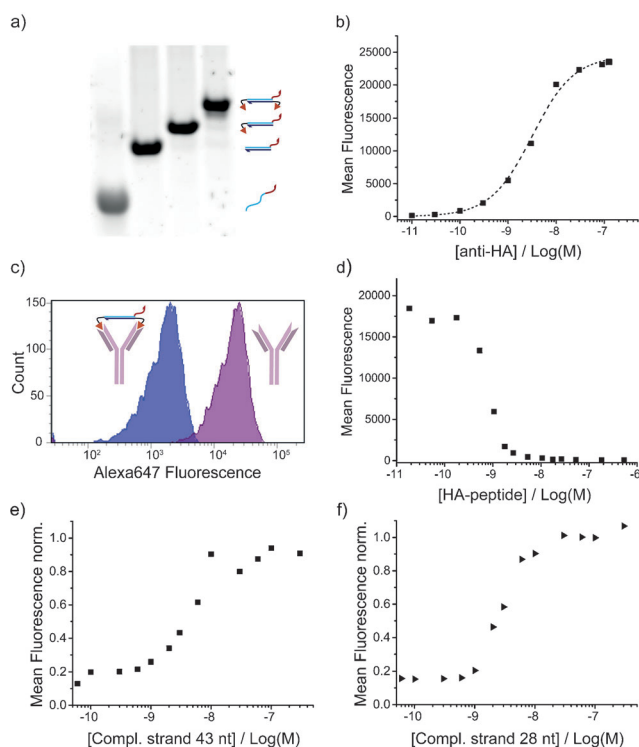 a)
b)
Mean Fluorescence
25000
20000
15000
10000
5000
0
-11 -10 -9 -8 -7
[anti-HA] / Log(M)
c)
Count
150
100
50
0
10² 10³ 10⁴ 10⁵
Alexa647 Fluorescence
d)
Mean Fluorescence
20000
15000
10000
5000
0
-11 -10 -9 -8 -7 -6
[HA-peptide] / Log(M)
e)
Mean Fluorescence norm.
1.0
0.8
0.6
0.4
0.2
0.0
-10 -9 -8 -7
[Compl. strand 43 nt] / Log(M)
f)
Mean Fluorescence norm.
1.0
0.8
0.6
0.4
0.2
0.0
-10 -9 -8 -7
[Compl. strand 28 nt] / Log(M)